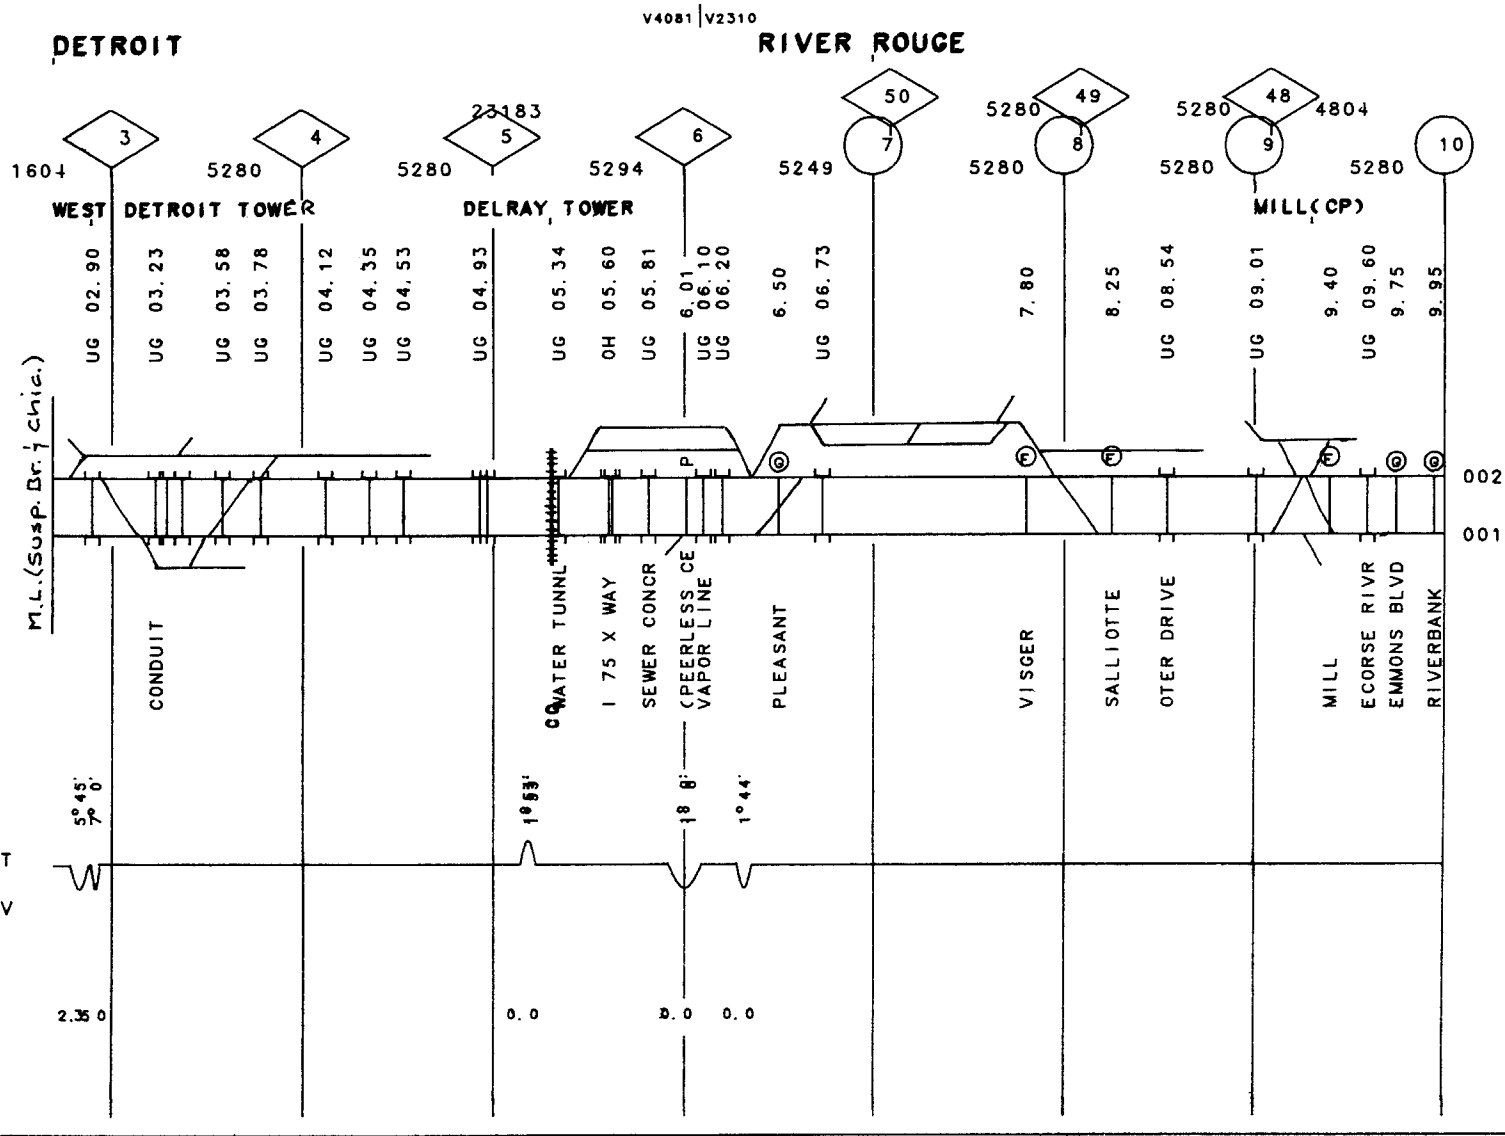 V4081 V2310
DETROIT
RIVER ROUGE
3
4
23183
5
6
50
49
48
4804
7
8
9
10
1604
5280
5280
5294
5249
5280
5280
5280
5280
5280
WEST DETROIT TOWER
DELRAY TOWER
MILL(CP)
UG 02.90
UG 03.23
UG 03.58
UG 03.78
UG 04.12
UG 04.35
UG 04.53
UG 04.93
UG 05.34
OH 05.60
UG 05.81
6.01
UG 06.10
UG 06.20
6.50
UG 06.73
7.80
8.25
UG 08.54
UG 09.01
9.40
UG 09.60
9.75
9.95
M.L. (Susp. Br. & Chic.)
P
G
F
F
F
G
G
002
001
CONDUIT
WATER TUNNL
I 75 X WAY
SEWER CONCR
(PEERLESS CE
VAPOR LINE
PLEASANT
VISGER
SALLIOTTE
OTER DRIVE
MILL
ECORSE RIVR
EMMONS BLVD
RIVERBANK
5°45'
7° 0'
1°44'
T
V
2.35 0
0.0
0.0
0.0